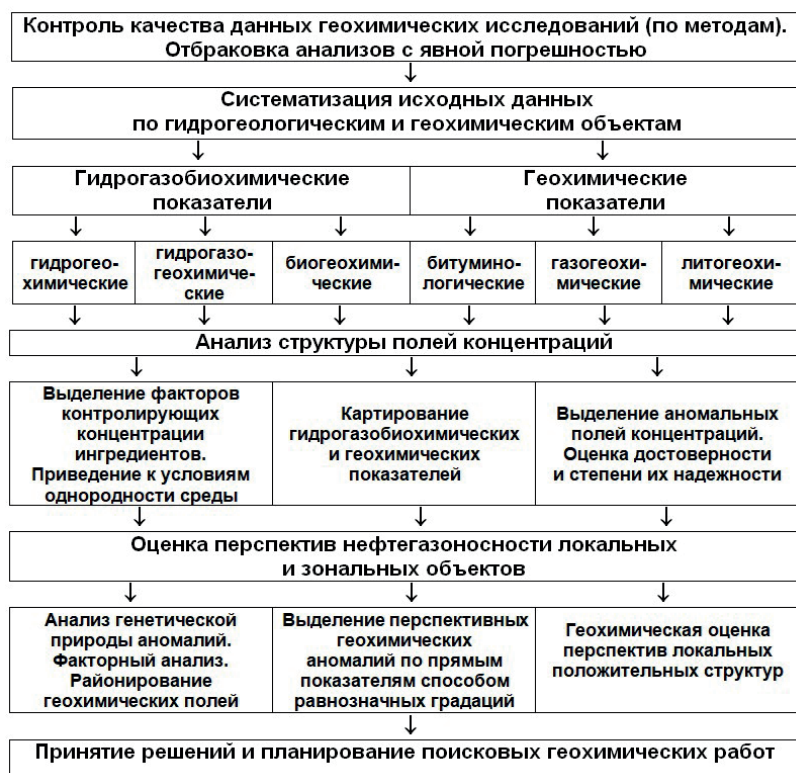 Контроль качества данных геохимических исследований (по методам).
Отбраковка анализов с явной погрешностью
Систематизация исходных данных
по гидрогеологическим и геохимическим объектам
Гидрогазобиохимические
показатели
Геохимические
показатели
гидрогео-
химические
гидрогазо-
геохимиче-
ские
биогеохими-
ческие
битумино-
логические
газогеохи-
мические
литогеохи-
мические
Анализ структуры полей концентраций
Выделение факторов
контролирующих
концентрации
ингредиентов.
Приведение к условиям
однородности среды
Картирование
гидрогазобиохимических
и геохимических
показателей
Выделение аномальных
полей концентраций.
Оценка достоверности
и степени их надежности
Оценка перспектив нефтегазоносности локальных
и зональных объектов
Анализ генетической
природы аномалий.
Факторный анализ.
Районирование
геохимических полей
Выделение перспективных
геохимических
аномалий по прямым
показателям способом
равнозначных градаций
Геохимическая оценка
перспектив локальных
положительных структур
Принятие решений и планирование поисковых геохимических работ